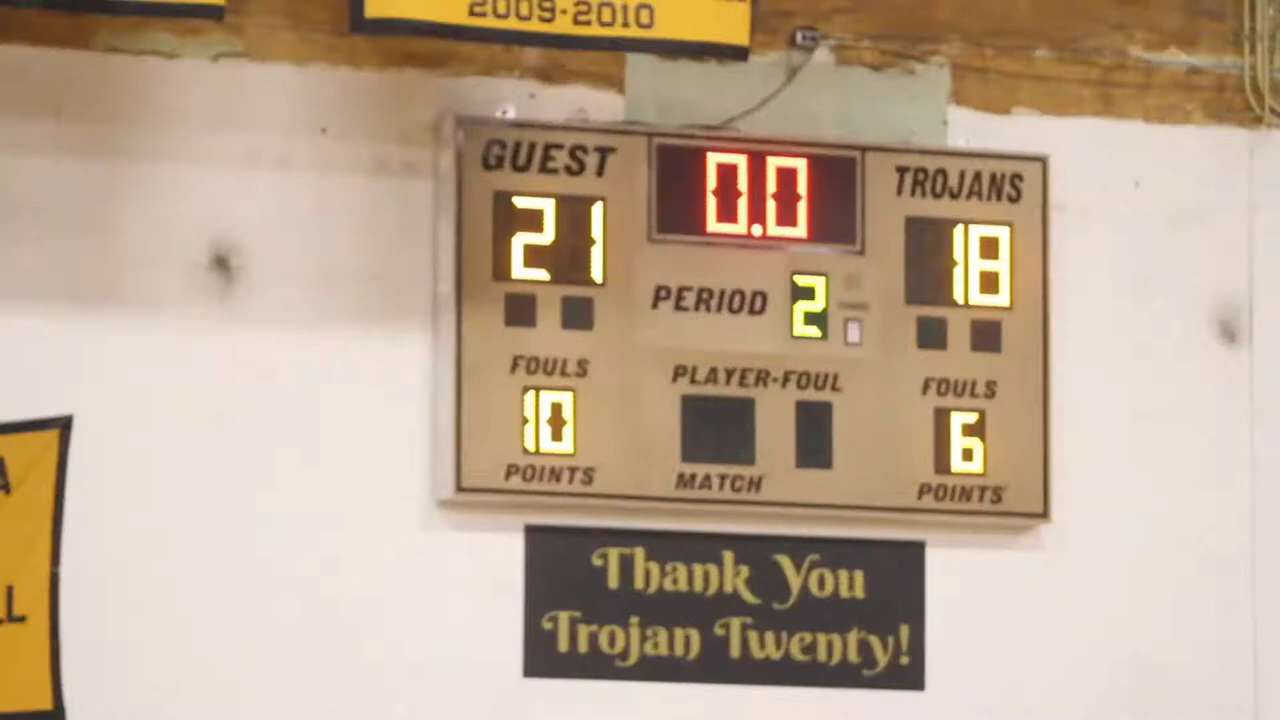 2009-2010
GUEST
0.0
TROJANS
21
18
PERIOD 2
FOULS
PLAYER-FOUL
FOULS
10
6
POINTS
MATCH
POINTS
Thank You
Trojan Twenty!